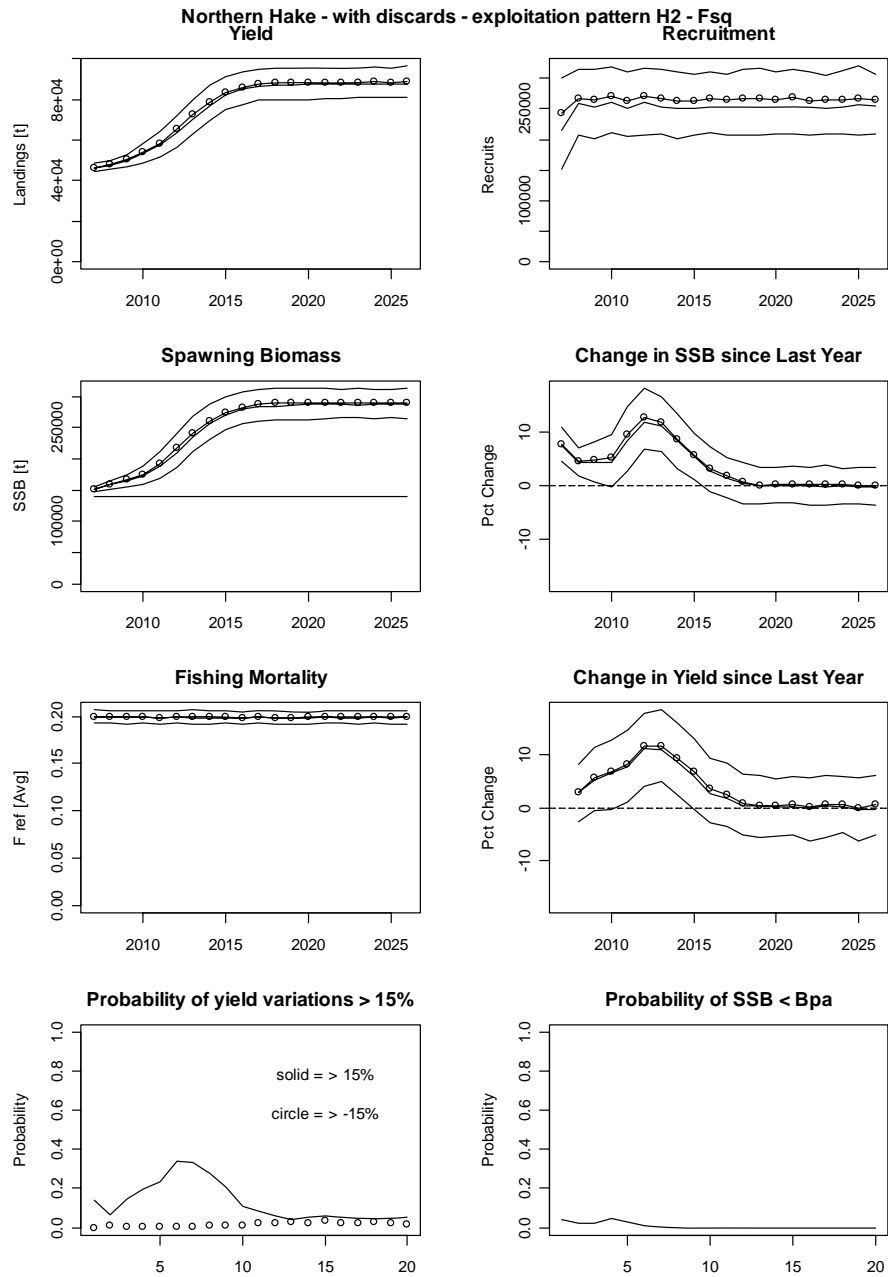 Northern Hake - with discards - exploitation pattern H2 - Fsq
Yield
Landings [t]
0e+00 4e+04 8e+04
2010 2015 2020 2025
Recruitment
Recruits
0 100000 250000
2010 2015 2020 2025
Spawning Biomass
SSB [t]
0 100000 250000
2010 2015 2020 2025
Change in SSB since Last Year
Pct Change
-10 0 10
2010 2015 2020 2025
Fishing Mortality
F ref [Avg]
0.00 0.05 0.10 0.15 0.20
2010 2015 2020 2025
Change in Yield since Last Year
Pct Change
-10 0 10
2010 2015 2020 2025
Probability of yield variations > 15%
Probability
0.0 0.2 0.4 0.6 0.8 1.0
solid = > 15%
circle = > -15%
5 10 15 20
Probability of SSB < Bpa
Probability
0.0 0.2 0.4 0.6 0.8 1.0
5 10 15 20